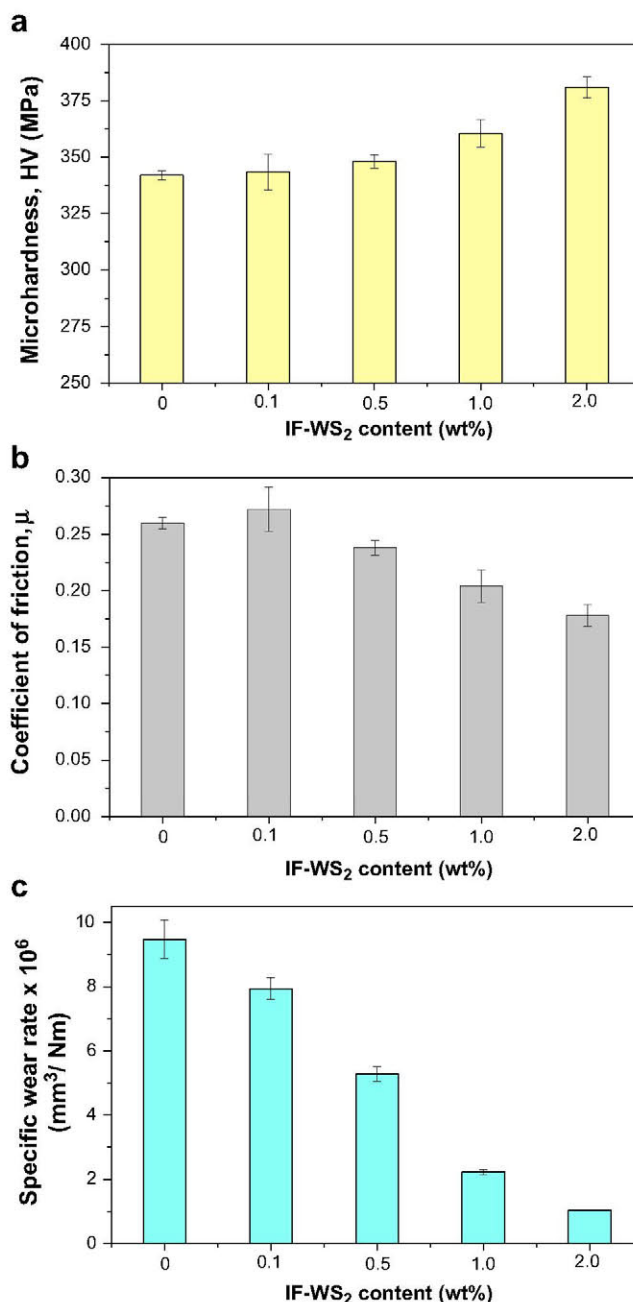 a
Microhardness, HV (MPa)
400
375
350
325
300
275
250
0 0.1 0.5 1.0 2.0
IF-WS₂ content (wt%)
b
Coefficient of friction, μ
0.30
0.25
0.20
0.15
0.10
0.05
0.00
0 0.1 0.5 1.0 2.0
IF-WS₂ content (wt%)
c
Specific wear rate x 10⁶
(mm³/ Nm)
10
8
6
4
2
0
0 0.1 0.5 1.0 2.0
IF-WS₂ content (wt%)